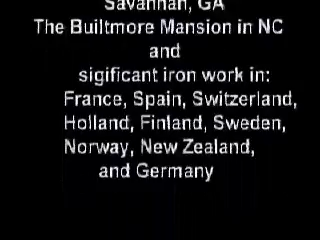 Savannah, GA
The Builtmore Mansion in NC
and
sigificant iron work in:
France, Spain, Switzerland,
Holland, Finland, Sweden,
Norway, New Zealand,
and Germany